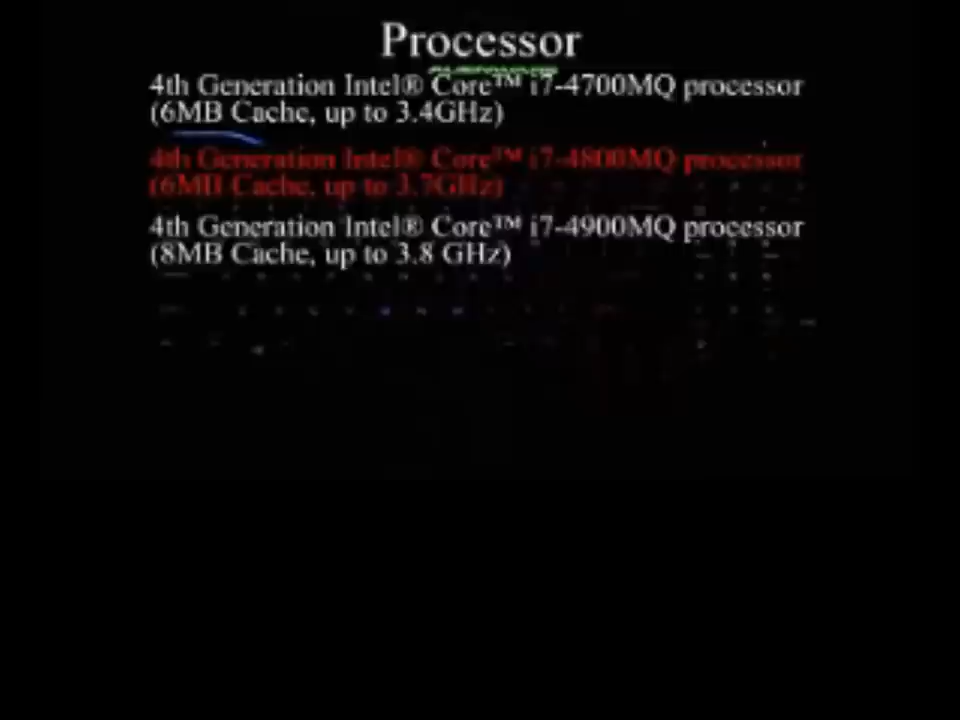 Processor
4th Generation Intel® Core™ i7-4700MQ processor
(6MB Cache, up to 3.4GHz)
4th Generation Intel® Core™ i7-4800MQ processor
(6MB Cache, up to 3.7GHz)
4th Generation Intel® Core™ i7-4900MQ processor
(8MB Cache, up to 3.8 GHz)